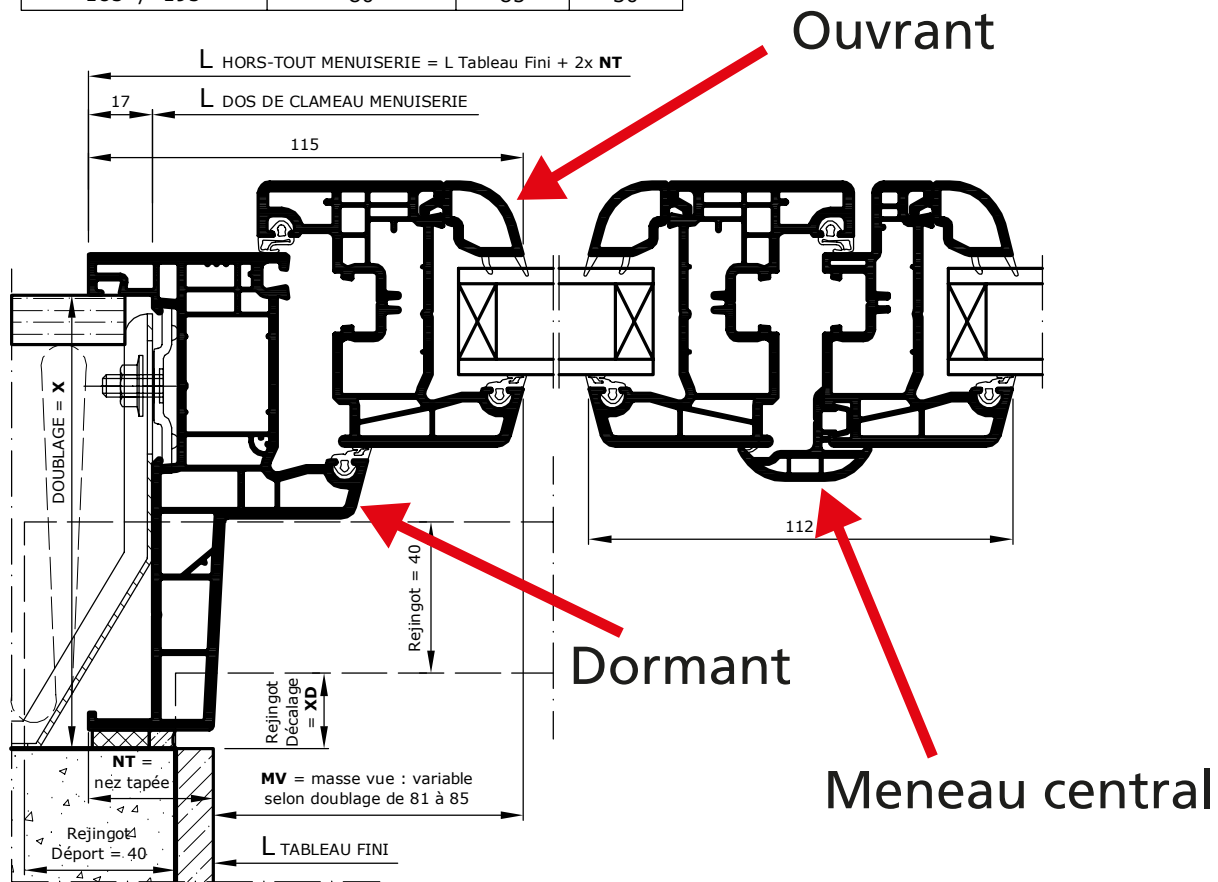 Ouvrant
L HORS-TOUT MENUISERIE = L Tableau Fini + 2x NT
17
L DOS DE CLAMEAU MENUISERIE
115
DOUBLAGE = X
112
Rejingot = 40
Dormant
Rejingot
Décalage
= XD
NT =
nez tapée
MV = masse vue : variable
selon doublage de 81 à 85
Meneau central
Rejingot
Déport = 40
L TABLEAU FINI